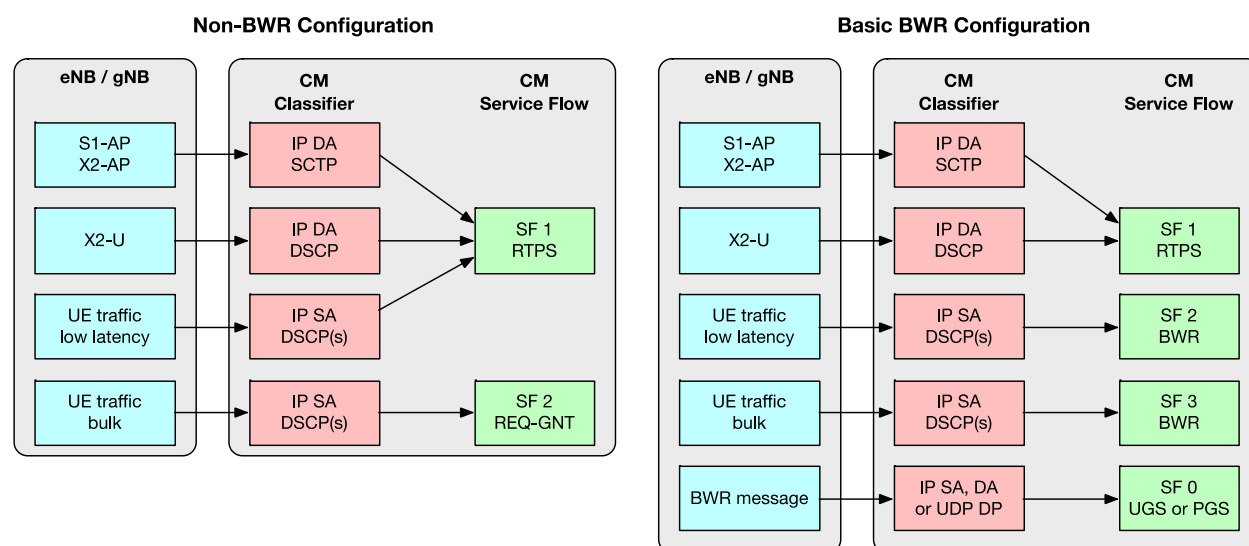 Non-BWR Configuration
eNB / gNB
CM
Classifier
CM
Service Flow
S1-AP
X2-AP
IP DA
SCTP
X2-U
IP DA
DSCP
SF 1
RTPS
UE traffic
low latency
IP SA
DSCP(s)
UE traffic
bulk
IP SA
DSCP(s)
SF 2
REQ-GNT
Basic BWR Configuration
eNB / gNB
CM
Classifier
CM
Service Flow
S1-AP
X2-AP
IP DA
SCTP
X2-U
IP DA
DSCP
SF 1
RTPS
UE traffic
low latency
IP SA
DSCP(s)
SF 2
BWR
UE traffic
bulk
IP SA
DSCP(s)
SF 3
BWR
BWR message
IP SA, DA
or UDP DP
SF 0
UGS or PGS